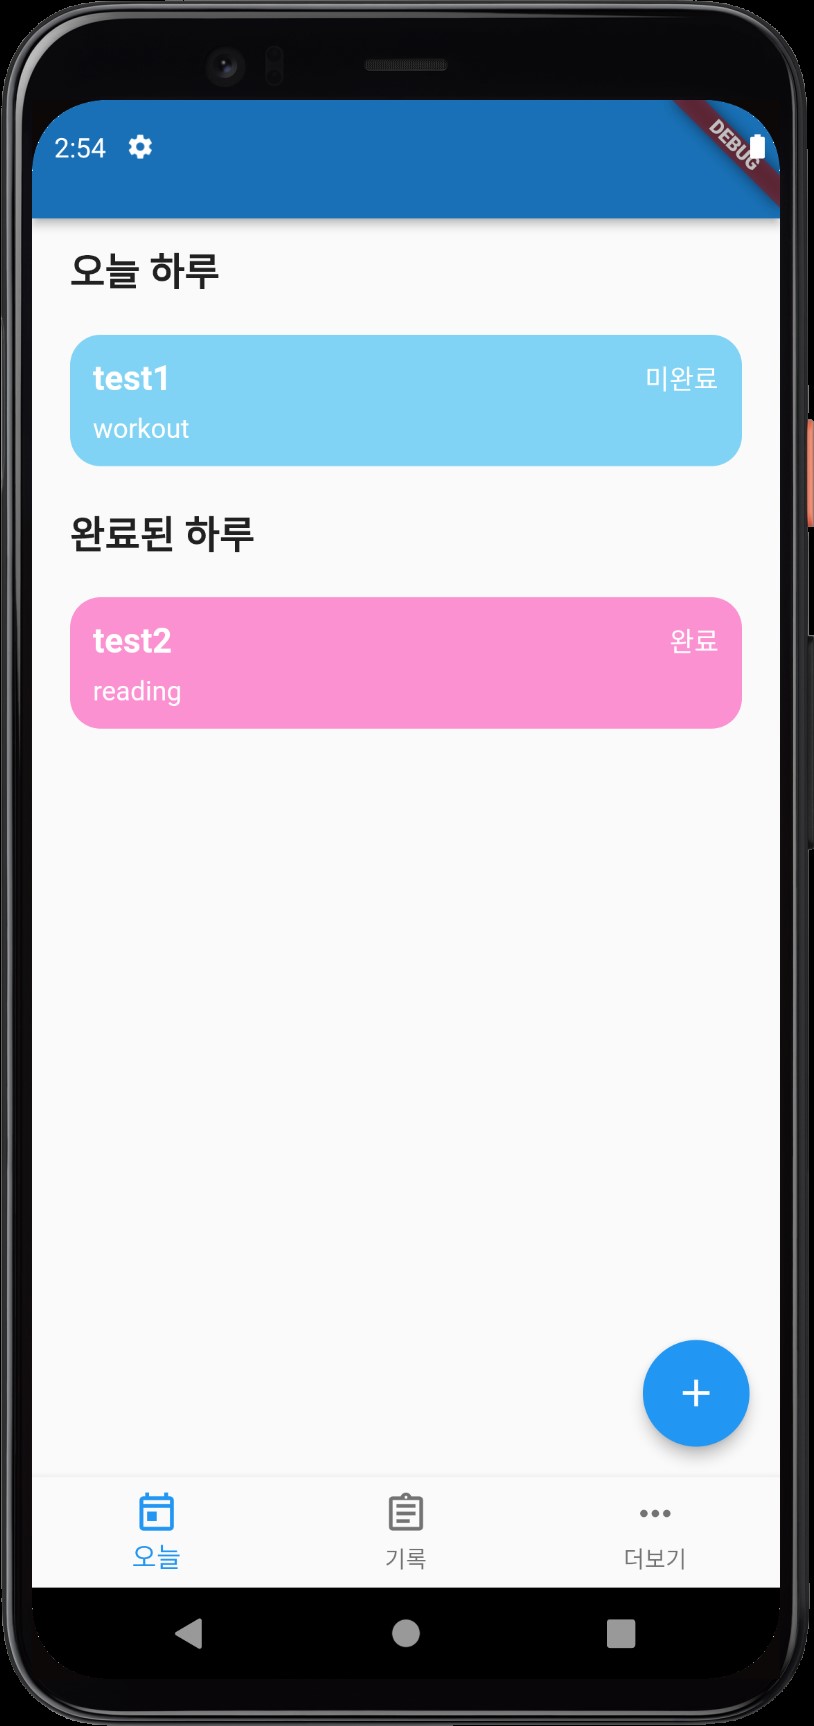 2:54
DEBUG
오늘 하루
test1
미완료
workout
완료된 하루
test2
완료
reading
오늘
기록
더보기